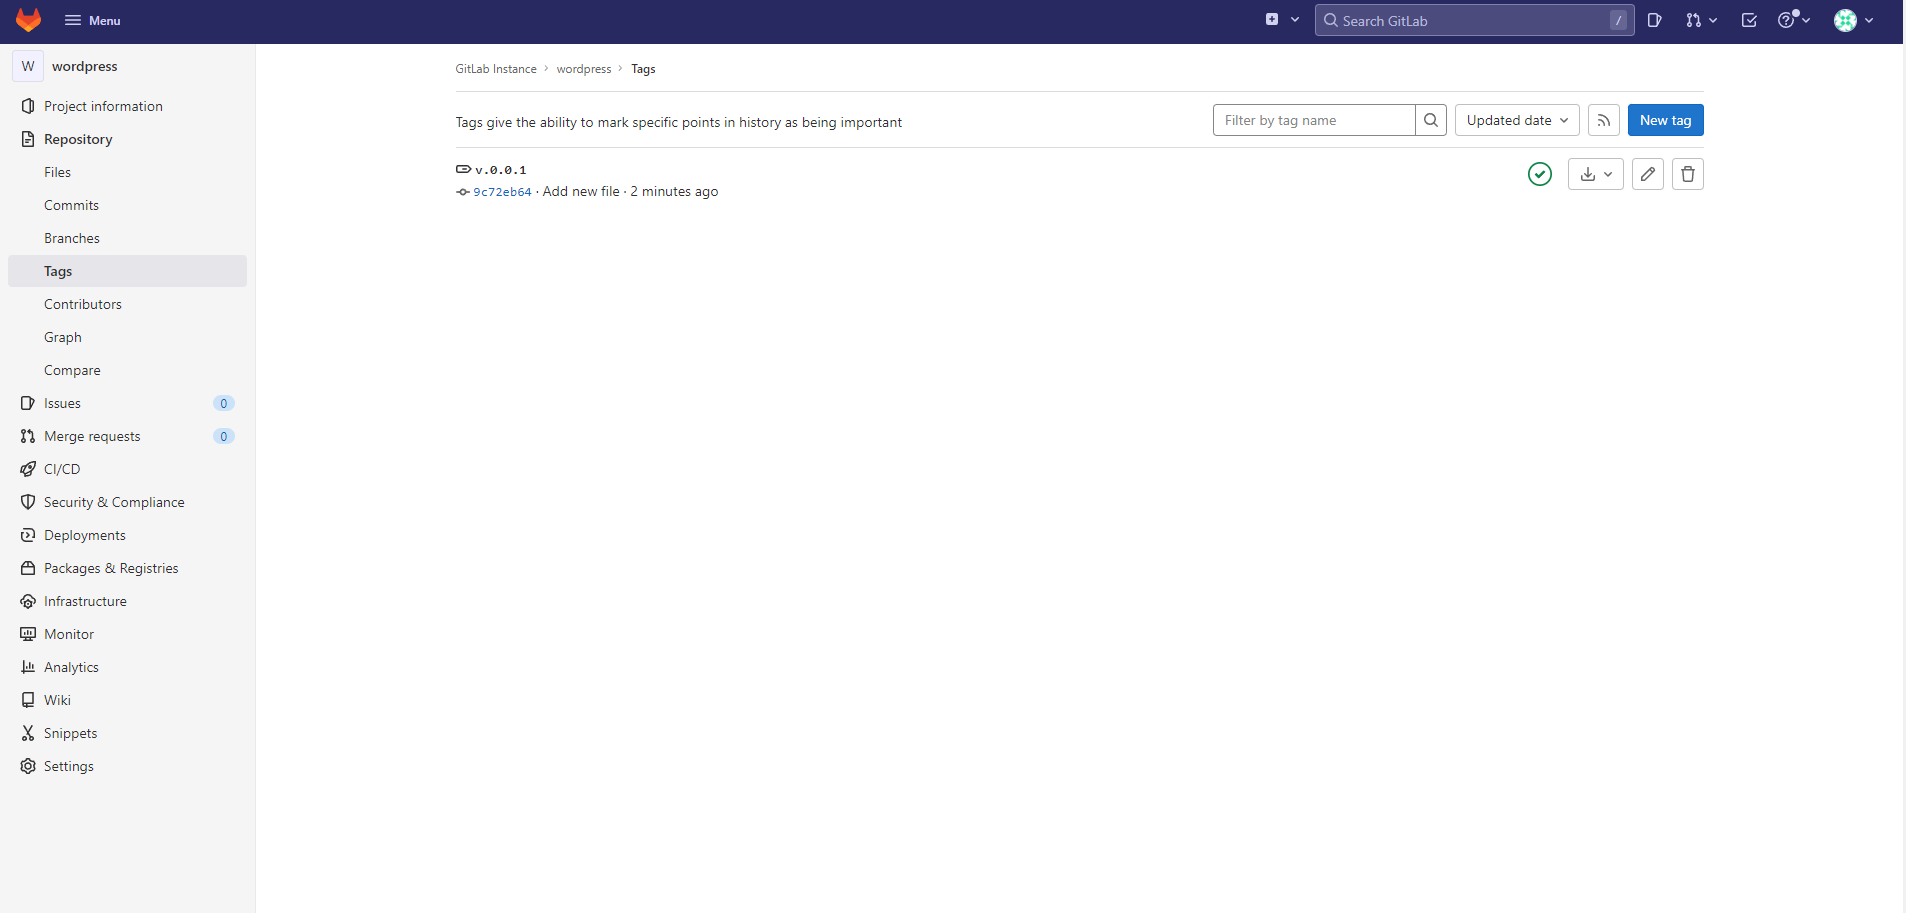 Menu
Search GitLab /
W wordpress
Project information
Repository
Files
Commits
Branches
Tags
Contributors
Graph
Compare
Issues 0
Merge requests 0
CI/CD
Security & Compliance
Deployments
Packages & Registries
Infrastructure
Monitor
Analytics
Wiki
Snippets
Settings
GitLab Instance › wordpress › Tags
Tags give the ability to mark specific points in history as being important
Filter by tag name
Updated date
New tag
v.0.0.1
9c72eb64 · Add new file · 2 minutes ago